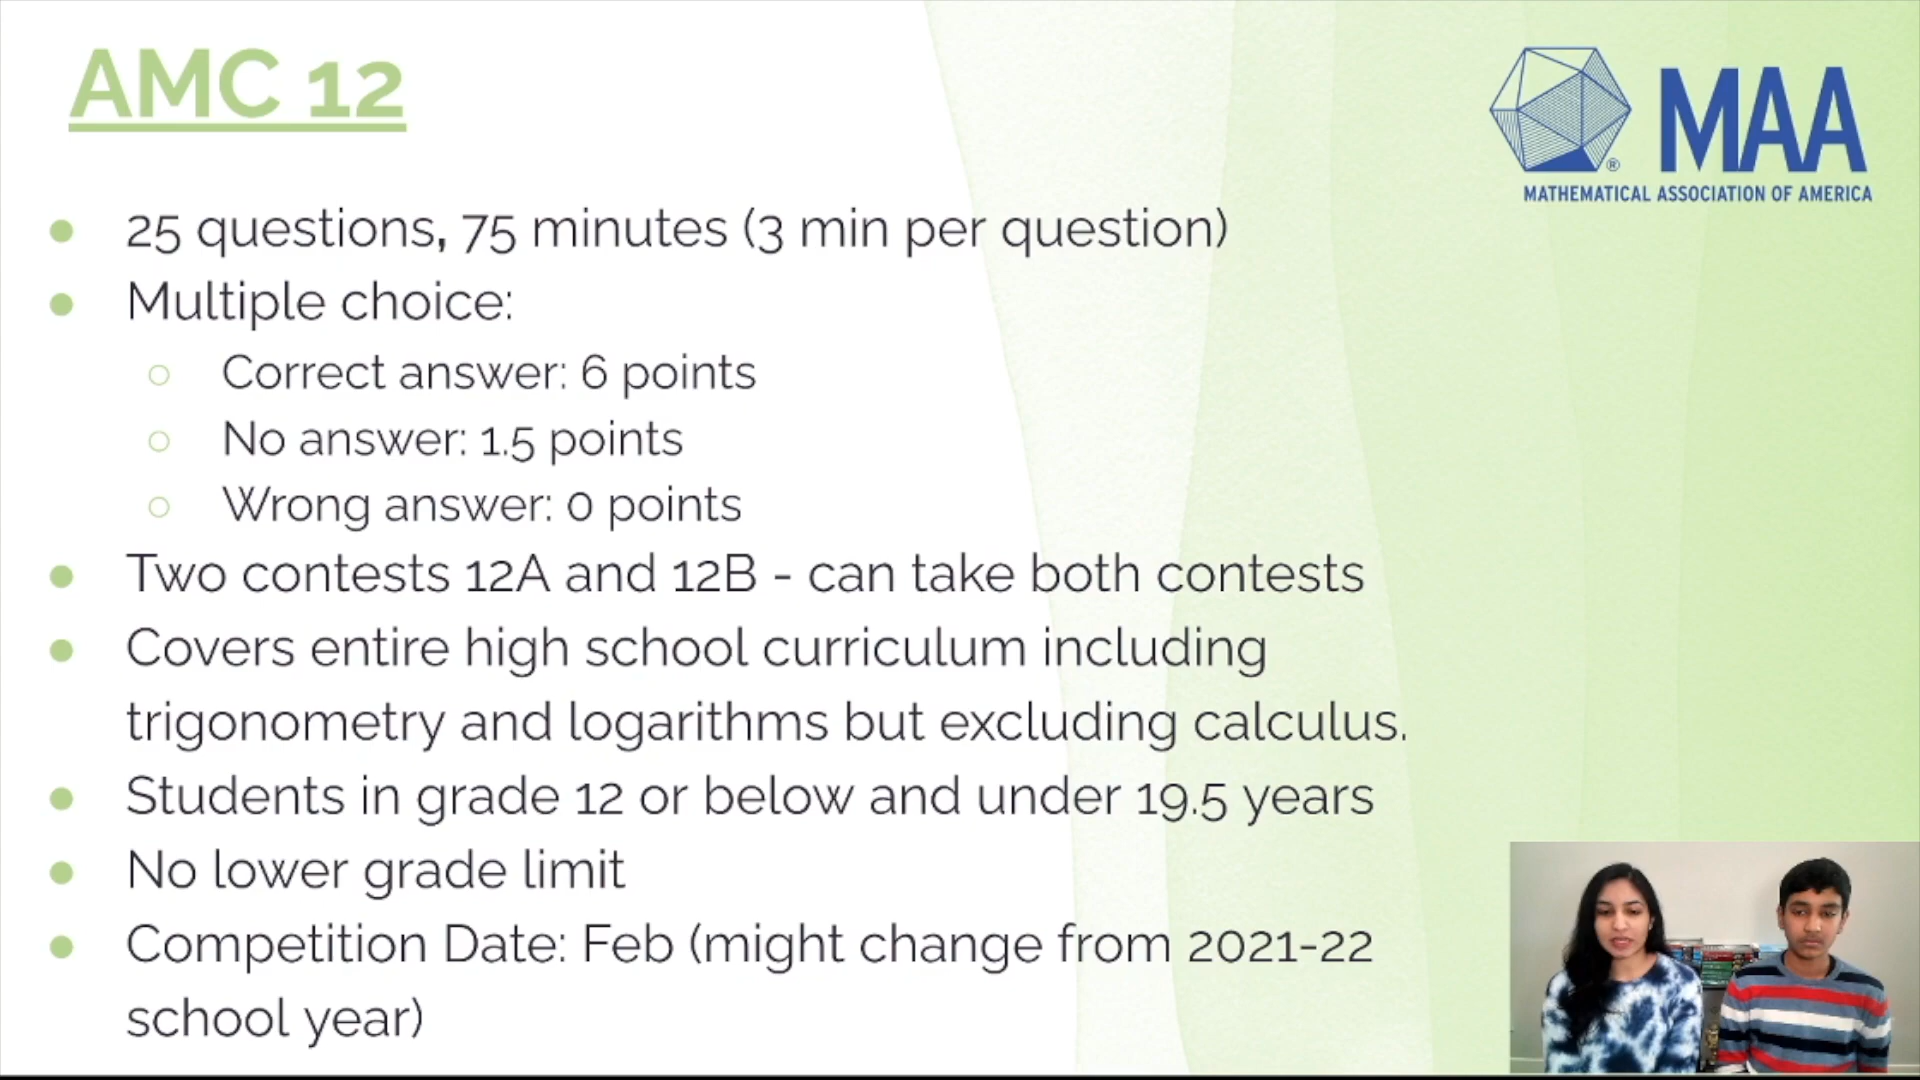 AMC 12
MAA
MATHEMATICAL ASSOCIATION OF AMERICA
25 questions, 75 minutes (3 min per question)
Multiple choice:
Correct answer: 6 points
No answer: 1.5 points
Wrong answer: 0 points
Two contests 12A and 12B - can take both contests
Covers entire high school curriculum including
trigonometry and logarithms but excluding calculus.
Students in grade 12 or below and under 19.5 years
No lower grade limit
Competition Date: Feb (might change from 2021-22
school year)